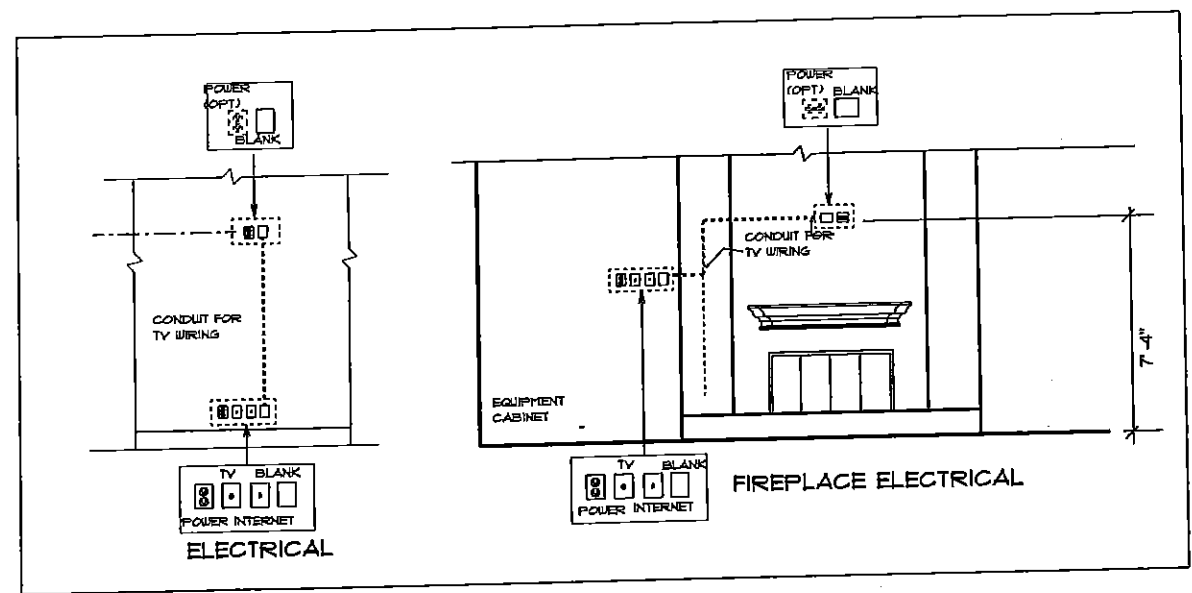 POWER
(OPT)
BLANK
CONDUIT FOR
TV WIRING
TV BLANK
POWER INTERNET
ELECTRICAL
POWER
(OPT) BLANK
CONDUIT FOR
TV WIRING
EQUIPMENT
CABINET
TV BLANK
POWER INTERNET
FIREPLACE ELECTRICAL
7'-4"